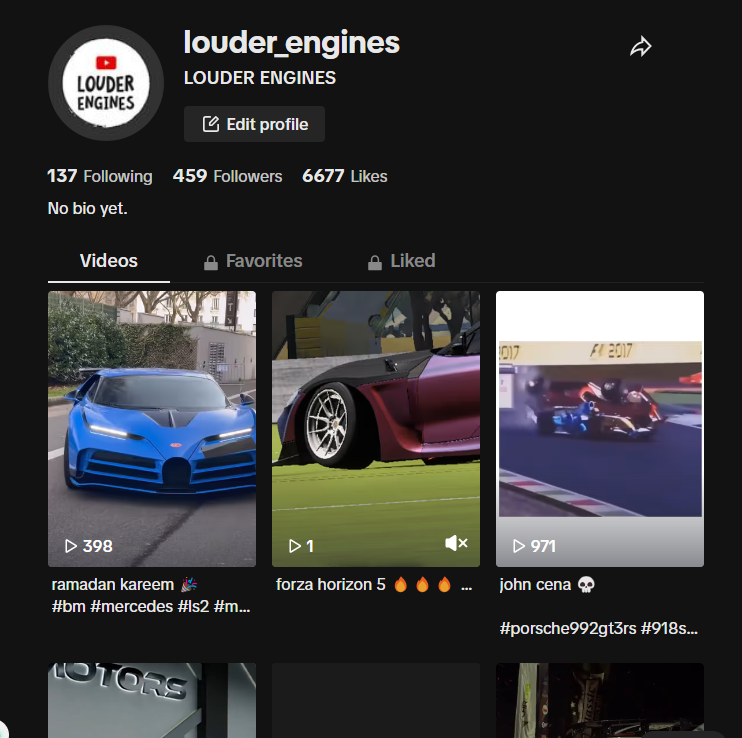 louder_engines
LOUDER ENGINES
LOUDER
ENGINES
Edit profile
137 Following 459 Followers 6677 Likes
No bio yet.
Videos Favorites Liked
2017
398
1
971
ramadan kareem 🎉
#bm #mercedes #ls2 #m...
forza horizon 5 🔥 🔥 🔥 ...
john cena 💀
#porsche992gt3rs #918s...
MOTORS